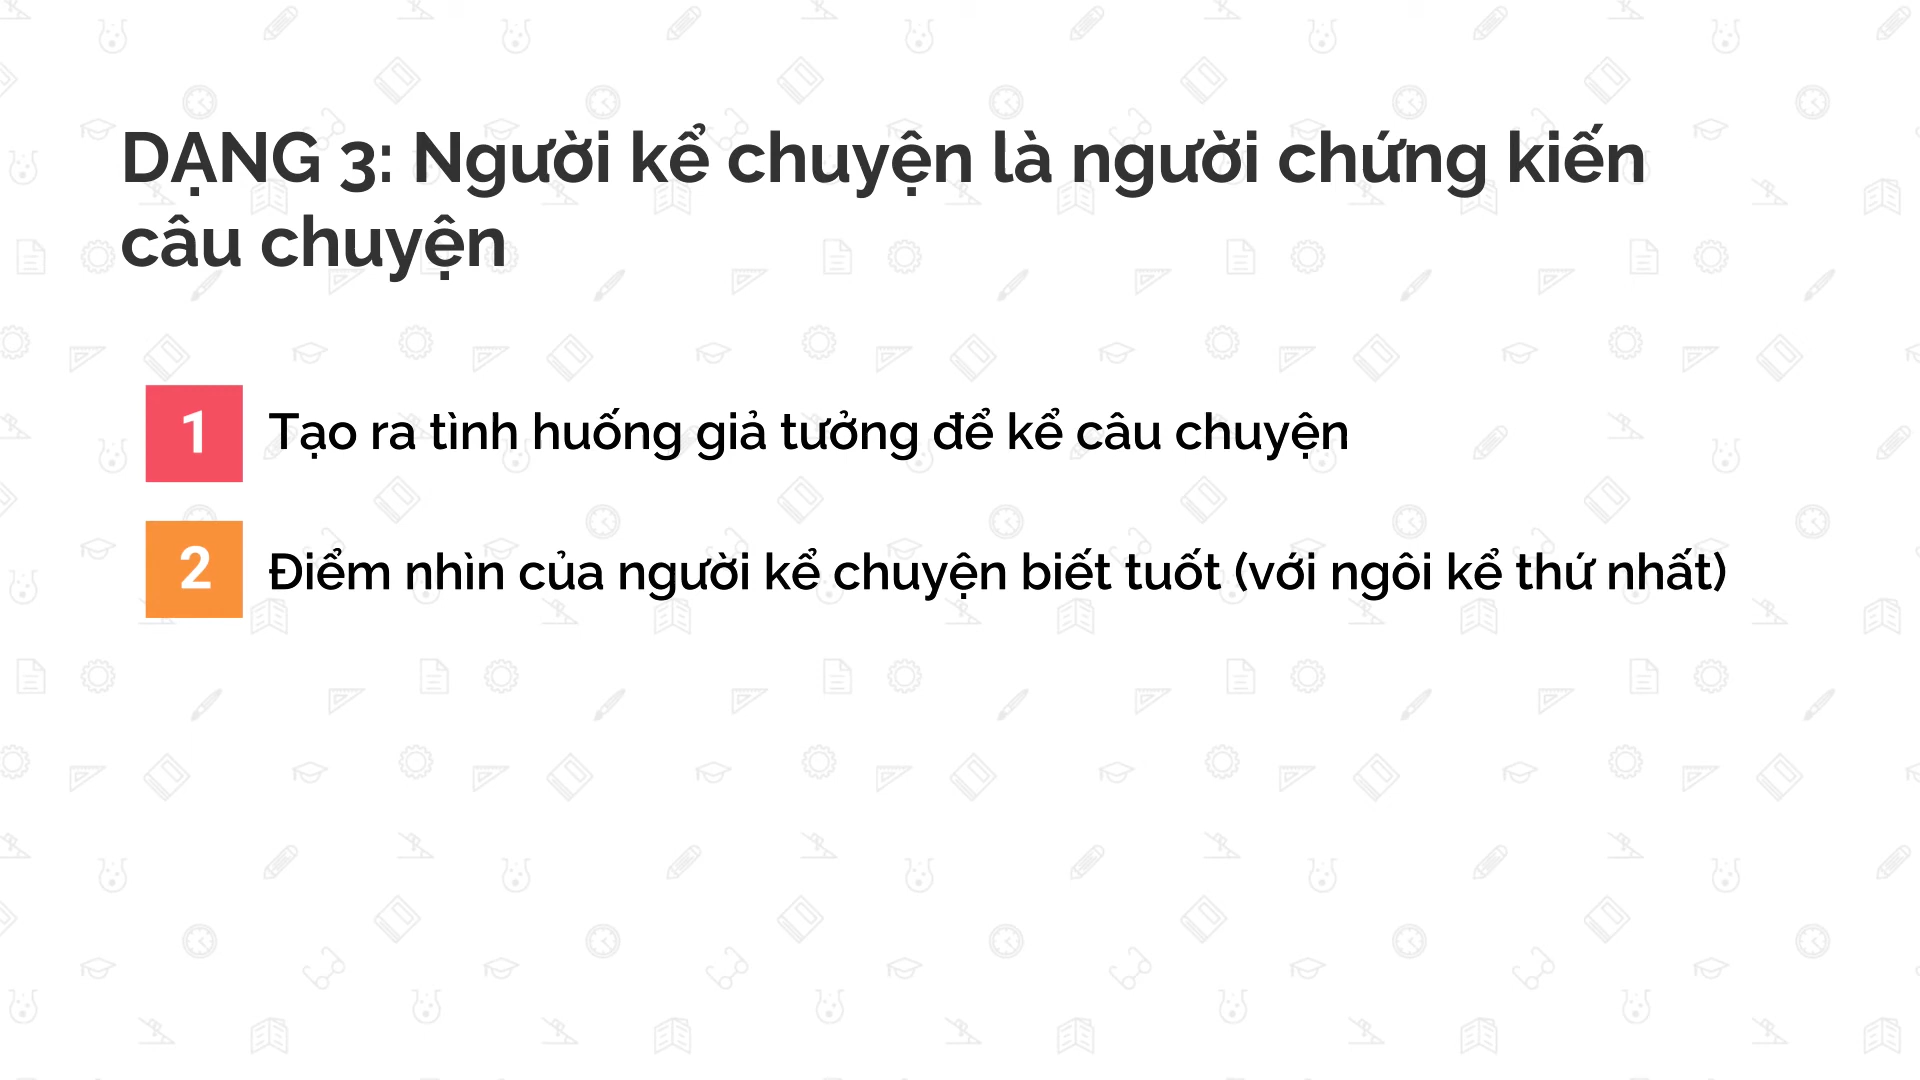 DẠNG 3: Người kể chuyện là người chứng kiến
câu chuyện
1 Tạo ra tình huống giả tưởng để kể câu chuyện
2 Điểm nhìn của người kể chuyện biết tuốt (với ngôi kể thứ nhất)